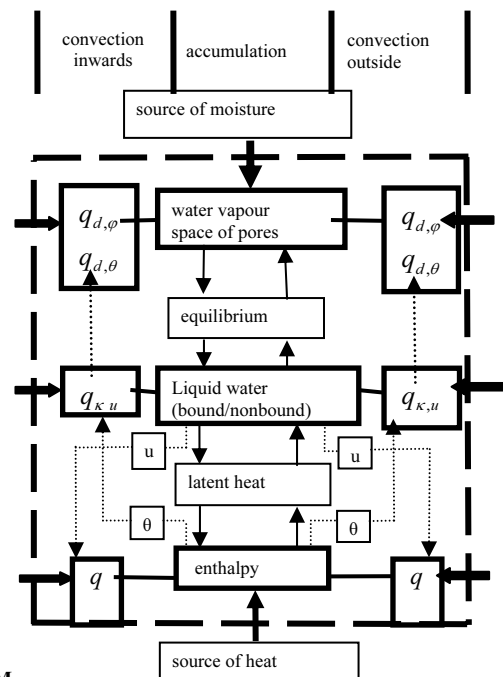 convection
inwards
accumulation
convection
outside
source of moisture
q_{d,φ}
q_{d,θ}
water vapour
space of pores
q_{d,φ}
q_{d,θ}
equilibrium
q_{κ u}
Liquid water
(bound/nonbound)
q_{κ,u}
u
u
latent heat
θ
θ
q
enthalpy
q
source of heat
M